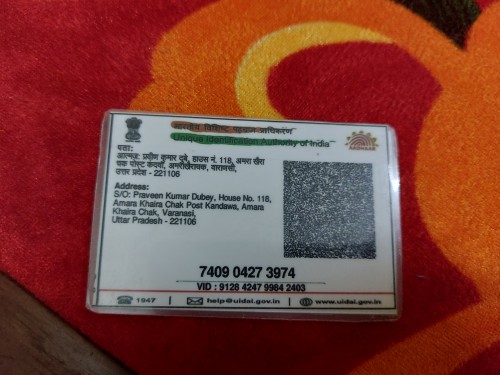 भारतीय विशिष्ट पहचान प्राधिकरण
Unique Identification Authority of India
AADHAAR
पता:
आत्मज: प्रवीण कुमार दुबे, हाउस नं. 118, अमरा खैरा
चक पोस्ट कंदवा, अमराखैराचक, वाराणसी,
उत्तर प्रदेश - 221106
Address:
S/O: Praveen Kumar Dubey, House No. 118,
Amara Khaira Chak Post Kandawa, Amara
Khaira Chak, Varanasi,
Uttar Pradesh - 221106
7409 0427 3974
VID : 9128 4247 9984 2403
1947 | help@uidai.gov.in | www.uidai.gov.in